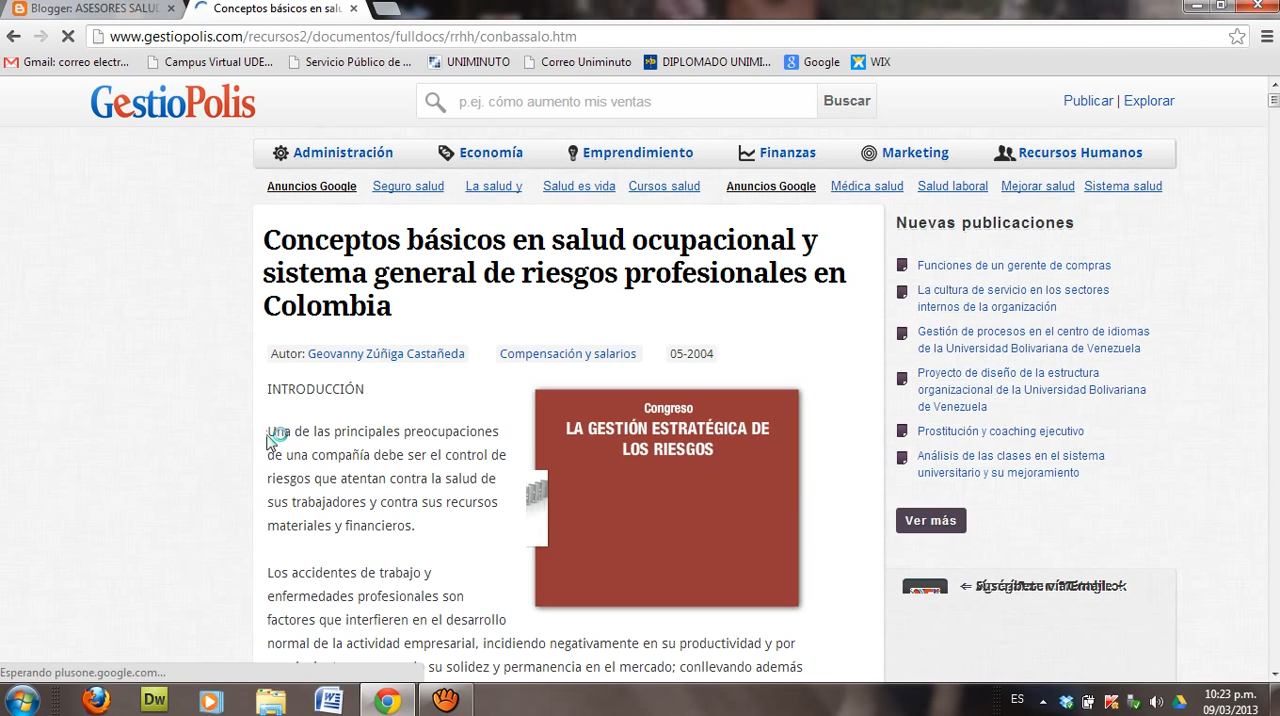 Blogger: ASESORES SALU
Conceptos básicos en salu
www.gestiopolis.com/recursos2/documentos/fulldocs/rrhh/conbassalo.htm
Gmail: correo electr...
Campus Virtual UDE...
Servicio Público de ...
UNIMINUTO
Correo Uniminuto
DIPLOMADO UNIMI...
Google
WIX
GestioPolis
p.ej. cómo aumento mis ventas
Buscar
Publicar | Explorar
Administración
Economía
Emprendimiento
Finanzas
Marketing
Recursos Humanos
Anuncios Google
Seguro salud
La salud y
Salud es vida
Cursos salud
Anuncios Google
Médica salud
Salud laboral
Mejorar salud
Sistema salud
Conceptos básicos en salud ocupacional y
sistema general de riesgos profesionales en
Colombia
Autor: Geovanny Zúñiga Castañeda
Compensación y salarios
05-2004
INTRODUCCIÓN
Una de las principales preocupaciones
de una compañía debe ser el control de
riesgos que atentan contra la salud de
sus trabajadores y contra sus recursos
materiales y financieros.
Los accidentes de trabajo y
enfermedades profesionales son
factores que interfieren en el desarrollo
normal de la actividad empresarial, incidiendo negativamente en su productividad y por
su solidez y permanencia en el mercado; conllevando además
Congreso
LA GESTIÓN ESTRATÉGICA DE
LOS RIESGOS
Nuevas publicaciones
Funciones de un gerente de compras
La cultura de servicio en los sectores
internos de la organización
Gestión de procesos en el centro de idiomas
de la Universidad Bolivariana de Venezuela
Proyecto de diseño de la estructura
organizacional de la Universidad Bolivariana
de Venezuela
Prostitución y coaching ejecutivo
Análisis de las clases en el sistema
universitario y su mejoramiento
Ver más
Esperando plusone.google.com...
Dw
ES
10:23 p.m.
09/03/2013